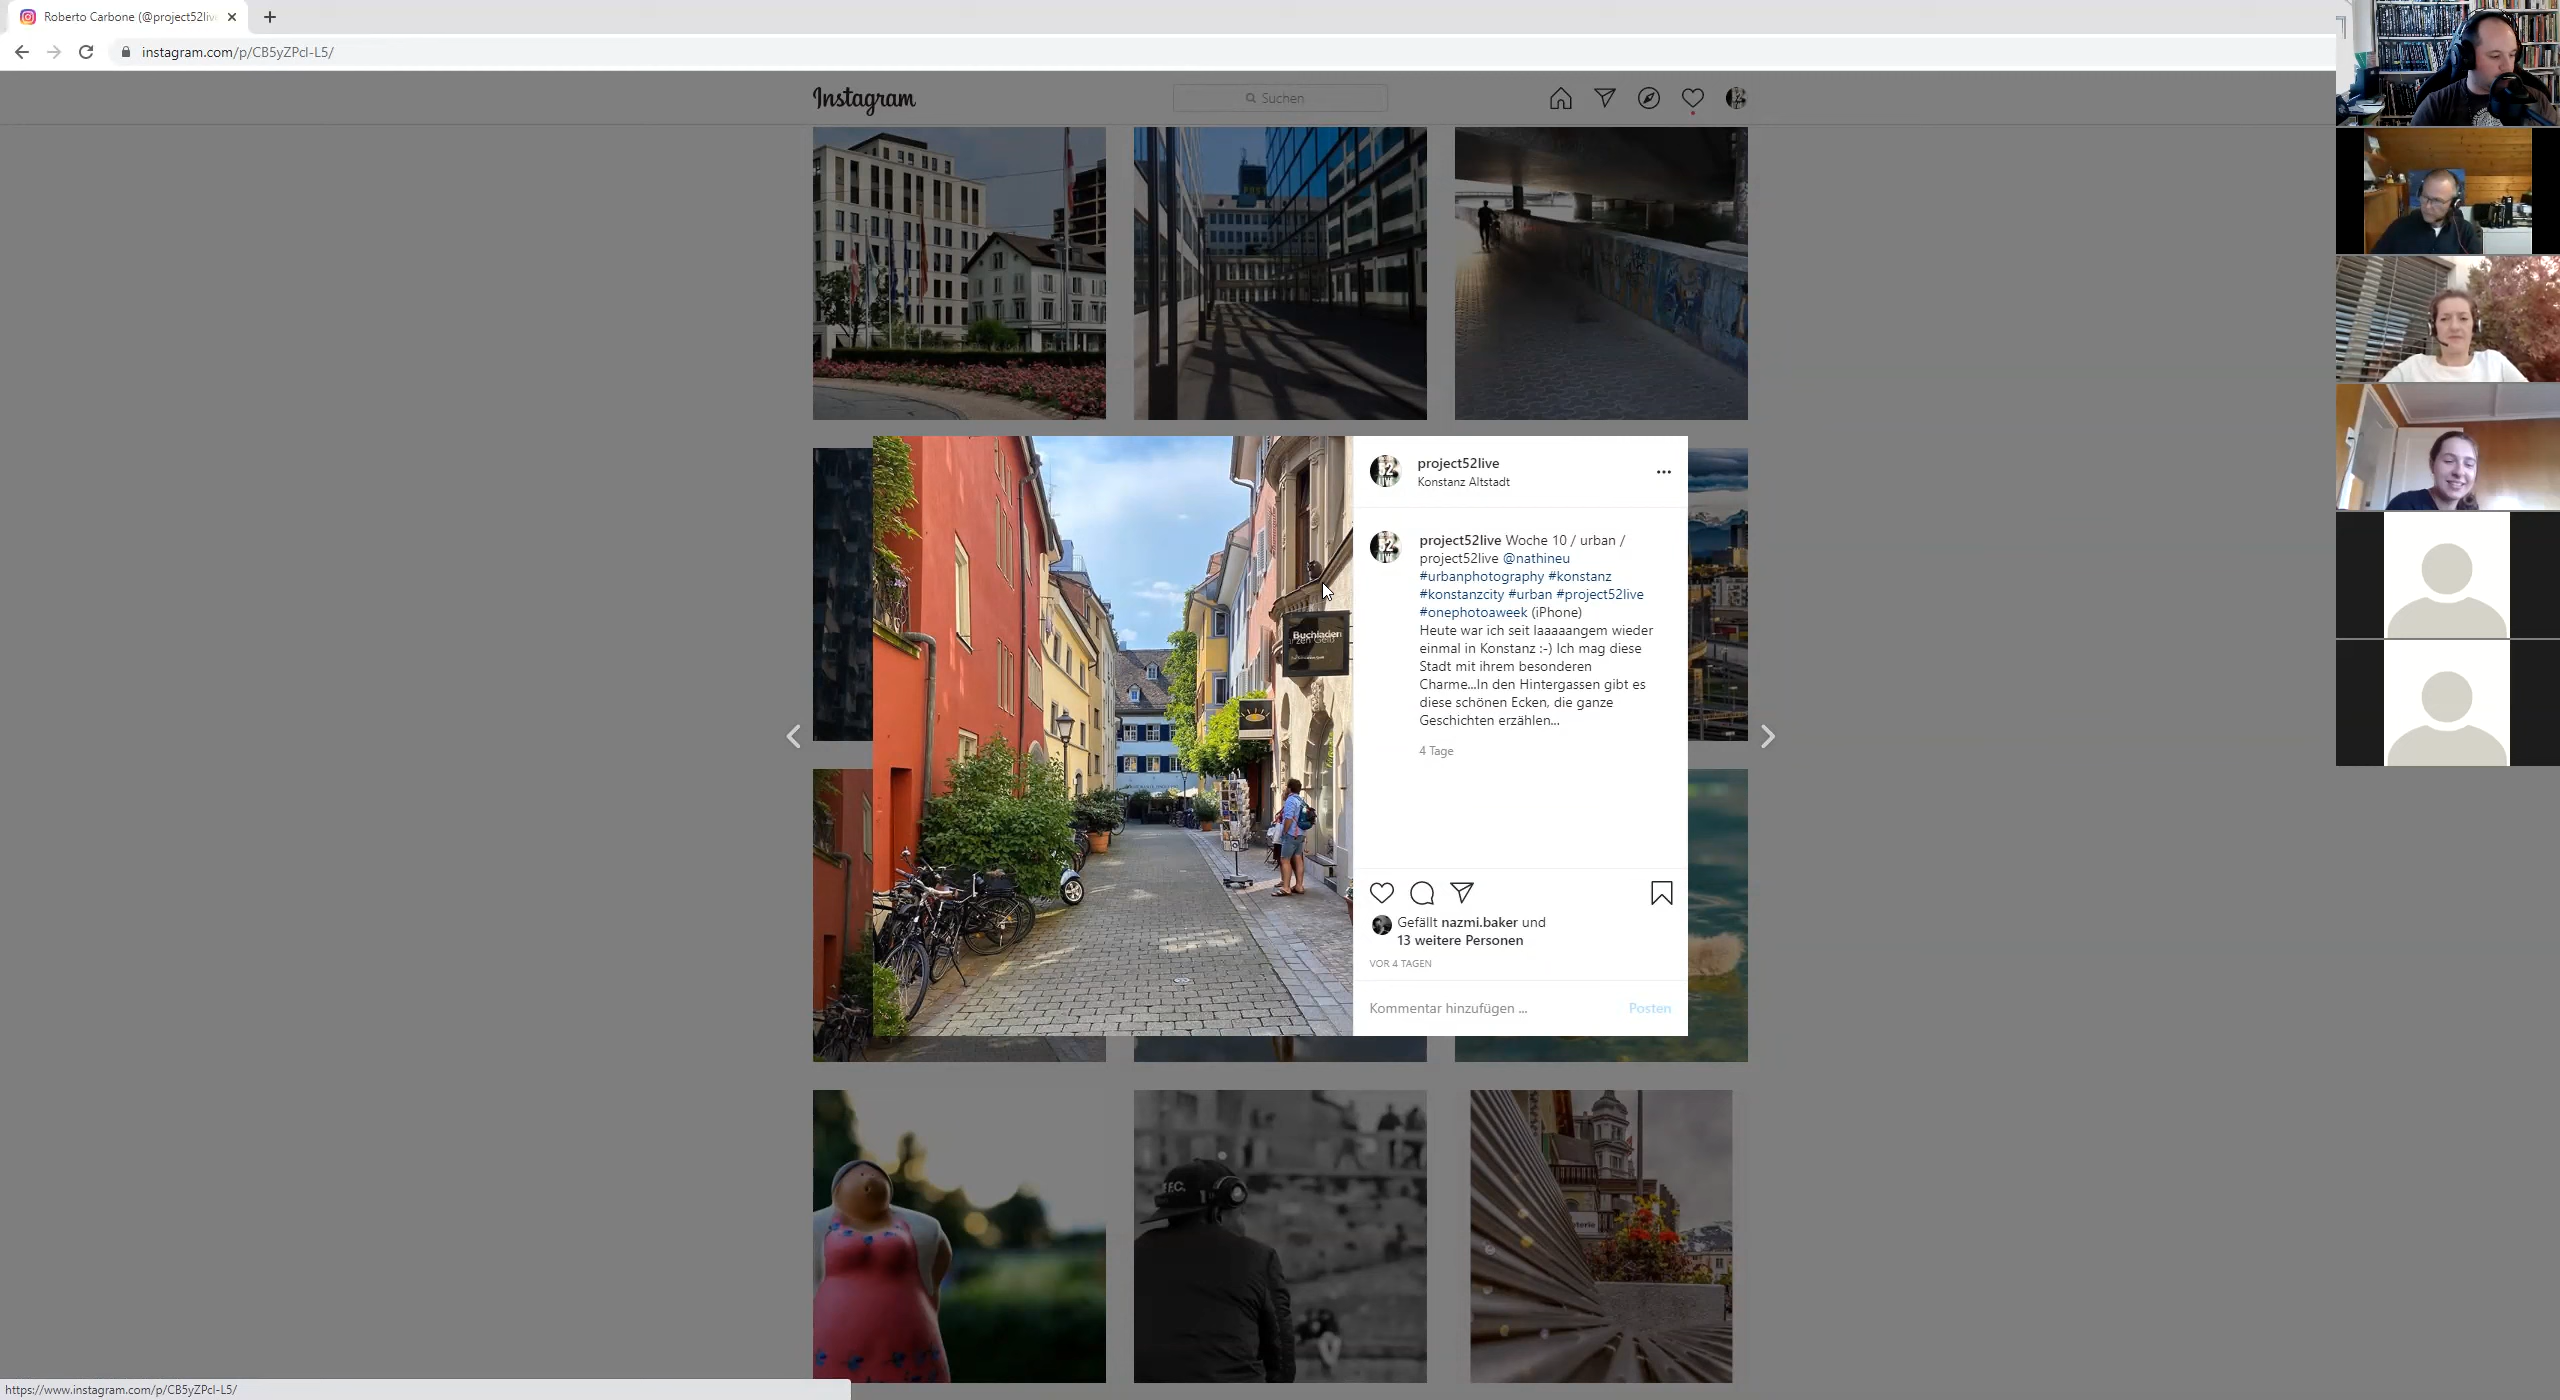 Roberto Carbone (@project52liv
instagram.com/p/CB5yZPcl-L5/
Instagram
Suchen
project52live
Konstanz Altstadt
project52live Woche 10 / urban /
project52live @nathineu
#urbanphotography #konstanz
#konstanzcity #urban #project52live
#onephotoaweek (iPhone)
Heute war ich seit laaaaangem wieder
einmal in Konstanz :-) Ich mag diese
Stadt mit ihrem besonderen
Charme...In den Hintergassen gibt es
diese schönen Ecken, die ganze
Geschichten erzählen...
4 Tage
Buchladen
Gefällt nazmi.baker und
13 weitere Personen
VOR 4 TAGEN
Kommentar hinzufügen ...
Posten
52
LIVE
52
LIVE
F.C.
https://www.instagram.com/p/CB5yZPcl-L5/